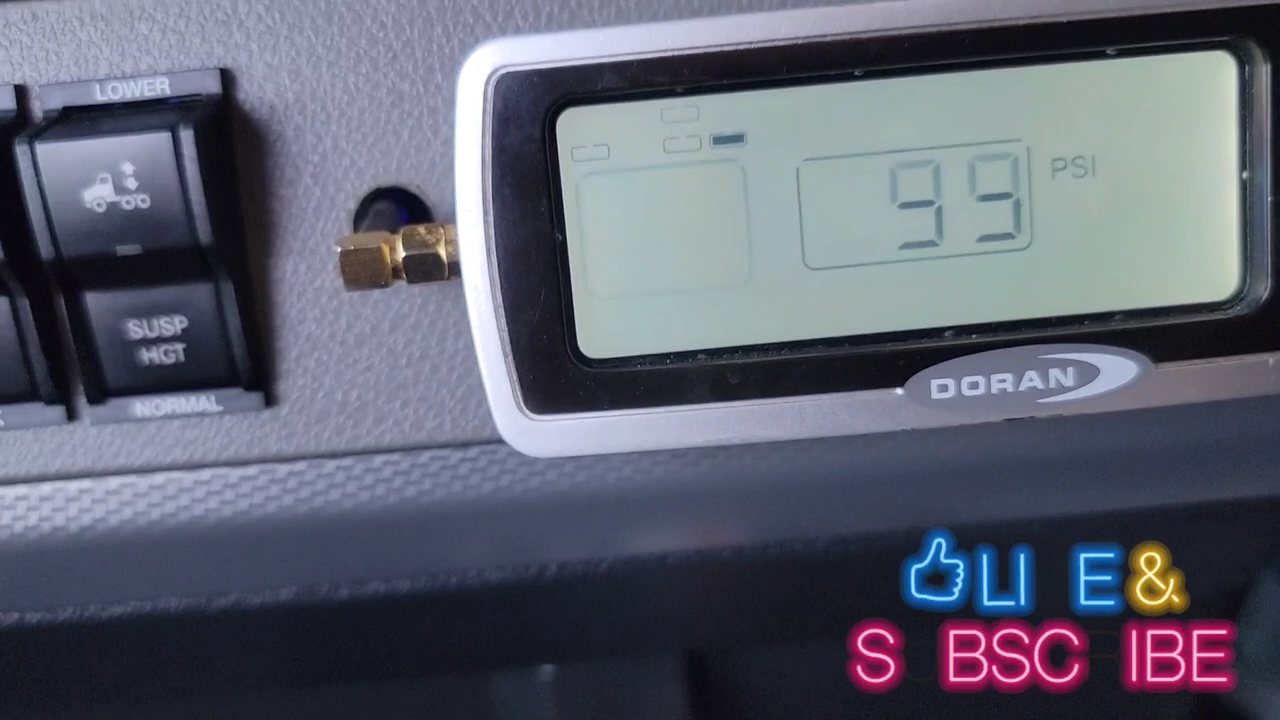 LOWER
SUSP
HGT
NORMAL
99 PSI
DORAN
LI E&
S BSC IBE